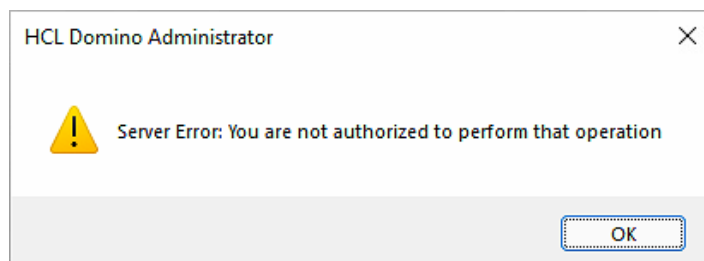 HCL Domino Administrator
Server Error: You are not authorized to perform that operation
OK